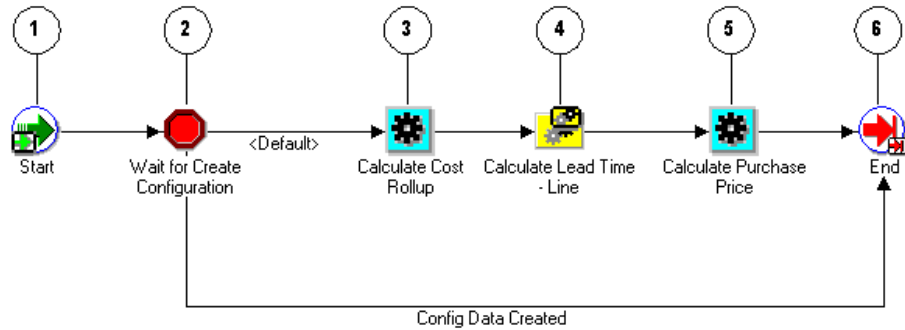 1 2 3 4 5 6
<Default>
Start Wait for Create Calculate Cost Calculate Lead Time Calculate Purchase End
Configuration Rollup - Line Price
Config Data Created